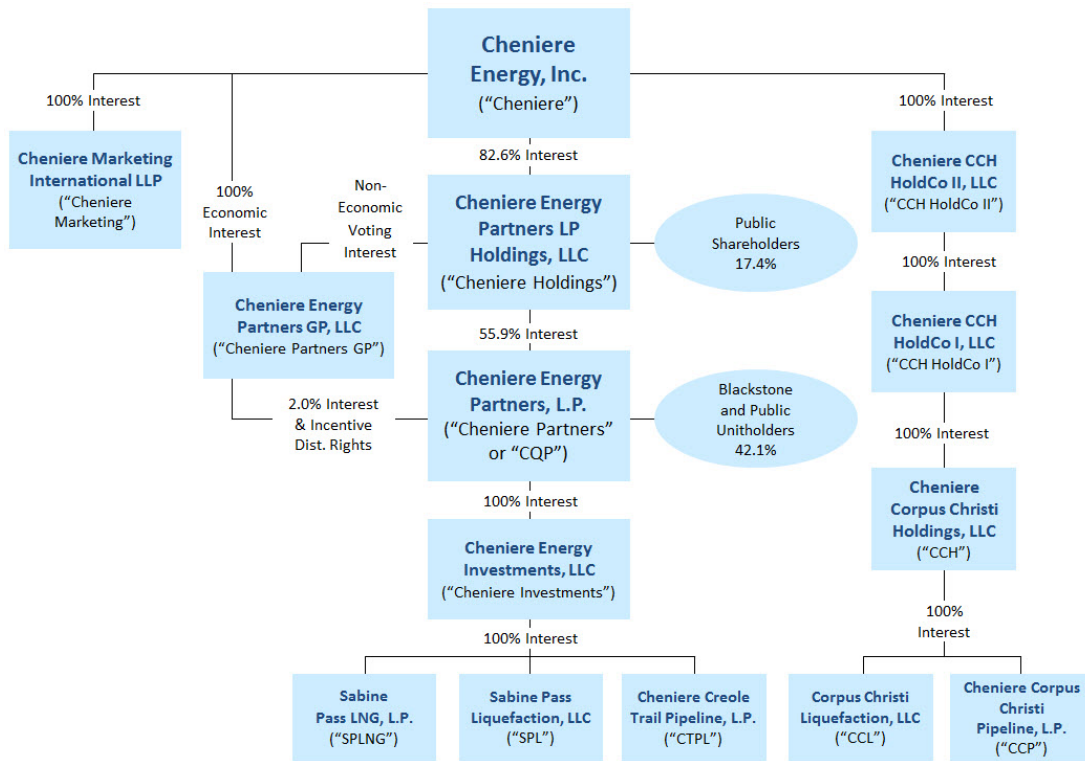 Cheniere
Energy, Inc.
(“Cheniere”)
100% Interest
100% Interest
82.6% Interest
Cheniere Marketing
International LLP
(“Cheniere
Marketing”)
100%
Economic
Interest
Non-
Economic
Voting
Interest
Cheniere Energy
Partners LP
Holdings, LLC
(“Cheniere Holdings”)
Public
Shareholders
17.4%
Cheniere CCH
HoldCo II, LLC
(“CCH HoldCo II”)
100% Interest
Cheniere Energy
Partners GP, LLC
(“Cheniere Partners GP”)
55.9% Interest
Cheniere CCH
HoldCo I, LLC
(“CCH HoldCo I”)
2.0% Interest
& Incentive
Dist. Rights
Cheniere Energy
Partners, L.P.
(“Cheniere Partners”
or “CQP”)
Blackstone
and Public
Unitholders
42.1%
100% Interest
100% Interest
Cheniere
Corpus Christi
Holdings, LLC
(“CCH”)
Cheniere Energy
Investments, LLC
(“Cheniere Investments”)
100% Interest
100%
Interest
Sabine
Pass LNG, L.P.
(“SPLNG”)
Sabine Pass
Liquefaction, LLC
(“SPL”)
Cheniere Creole
Trail Pipeline, L.P.
(“CTPL”)
Corpus Christi
Liquefaction, LLC
(“CCL”)
Cheniere Corpus
Christi
Pipeline, L.P.
(“CCP”)